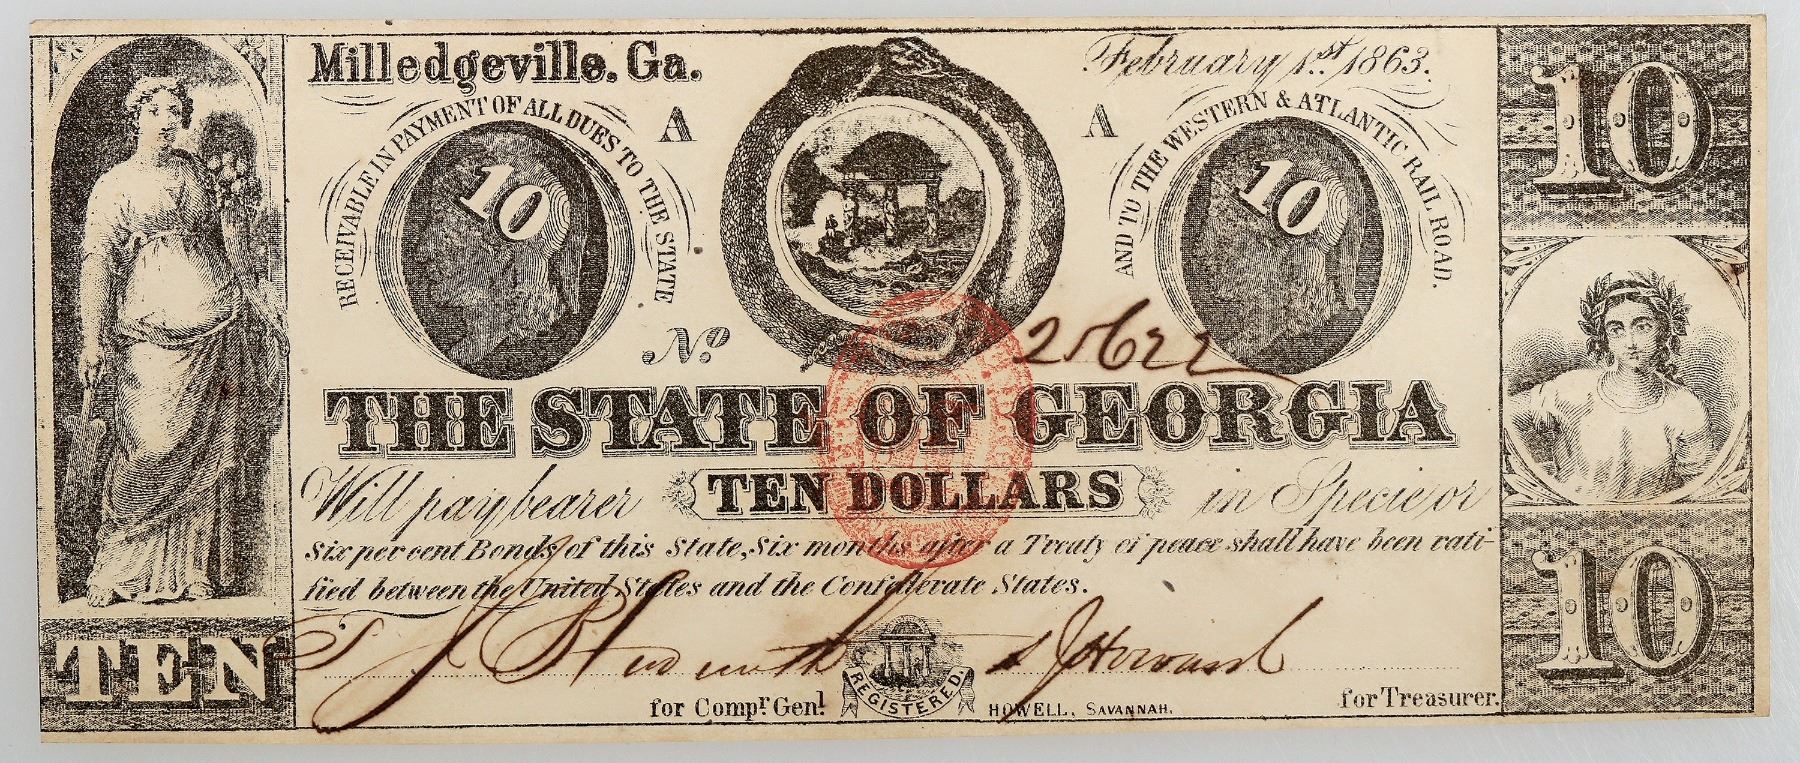 Milledgeville. Ga.
February 1st. 1863.
RECEIVABLE IN PAYMENT OF ALL DUES TO THE STATE
A
A
AND TO THE WESTERN & ATLANTIC RAIL ROAD.
10
10
10
No. 25622
THE STATE OF GEORGIA
Will pay bearer TEN DOLLARS in Specie or
six per cent Bonds of this State, Six months after a Treaty of peace shall have been rati-
fied between the United States and the Confederate States.
TEN
10
for Compr. Genl.
REGISTERED.
HOWELL, SAVANNAH.
for Treasurer.